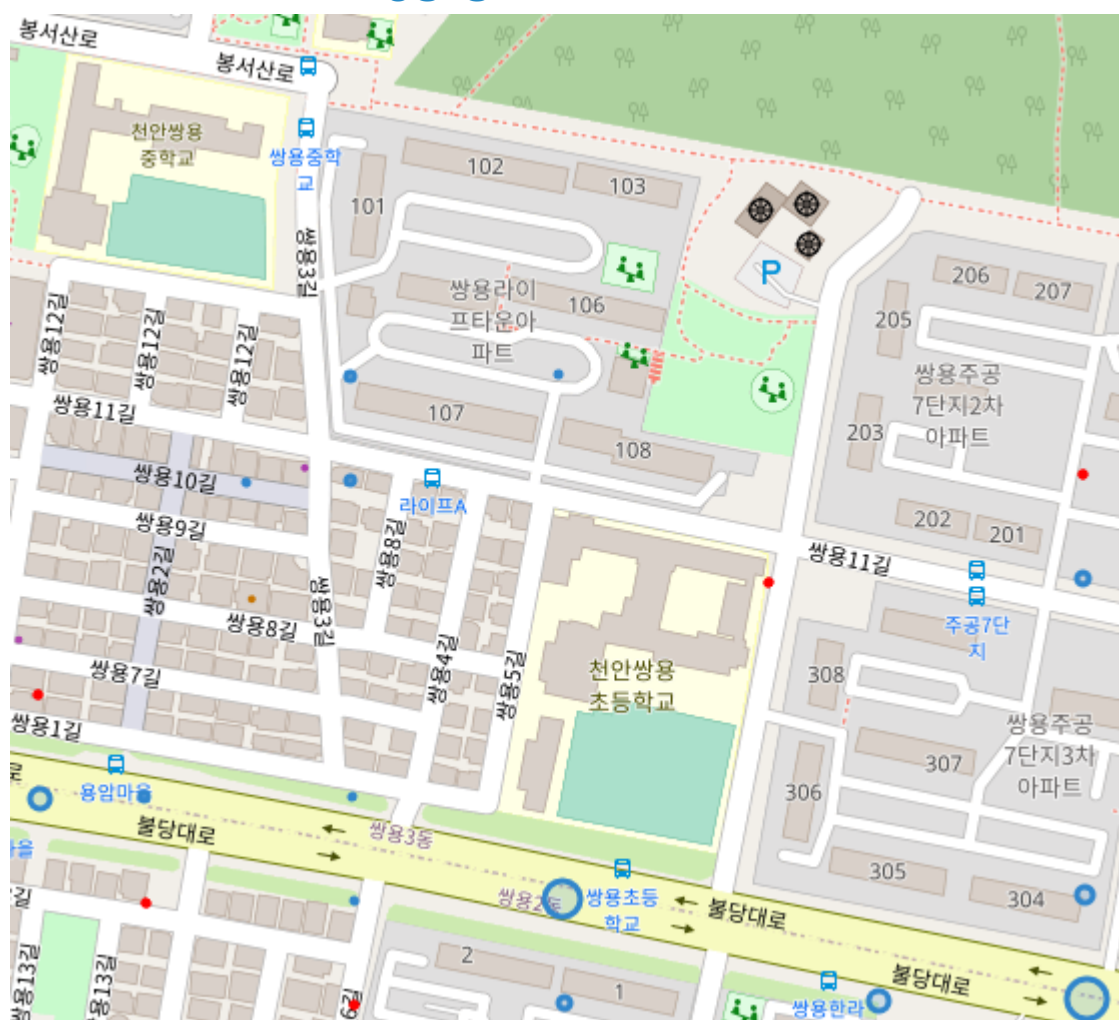 봉서산로
봉서산로
천안쌍용
중학교
쌍용중학
교
102
103
101
쌍용3길
쌍용라이
프타운아
파트
106
P
206
207
205
쌍용12길
쌍용12길
쌍용12길
쌍용주공
7단지2차
아파트
쌍용11길
107
108
203
쌍용10길
라이프A
202
201
쌍용9길
쌍용8길
쌍용11길
쌍용2길
쌍용3길
쌍용8길
주공7단
지
쌍용4길
쌍용5길
천안쌍용
초등학교
308
쌍용7길
쌍용1길
쌍용주공
7단지3차
아파트
307
용암마을
306
불당대로
쌍용3동
305
304
쌍용초등
학교
불당대로
2
1
불당대로
쌍용13길
쌍용13길
쌍용한라